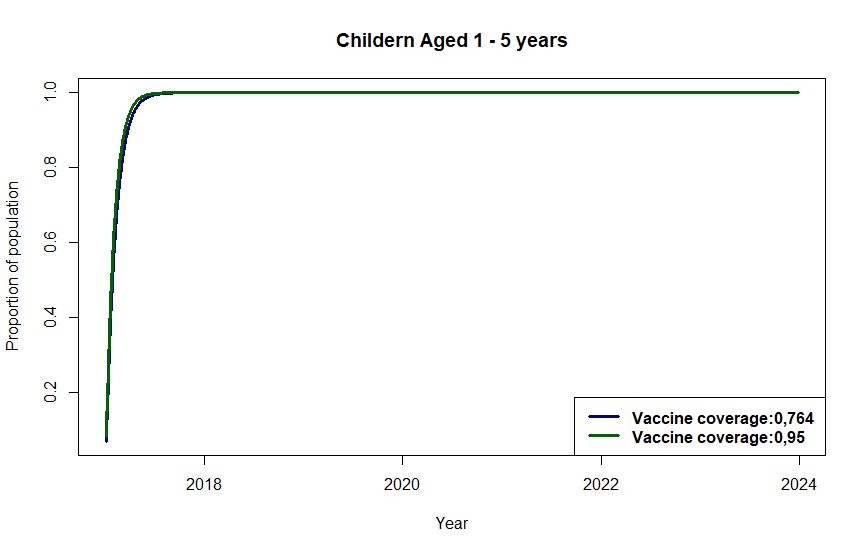 Childern Aged 1 - 5 years
Proportion of population
1.0
0.8
0.6
0.4
0.2
Vaccine coverage:0,764
Vaccine coverage:0,95
2018 2020 2022 2024
Year